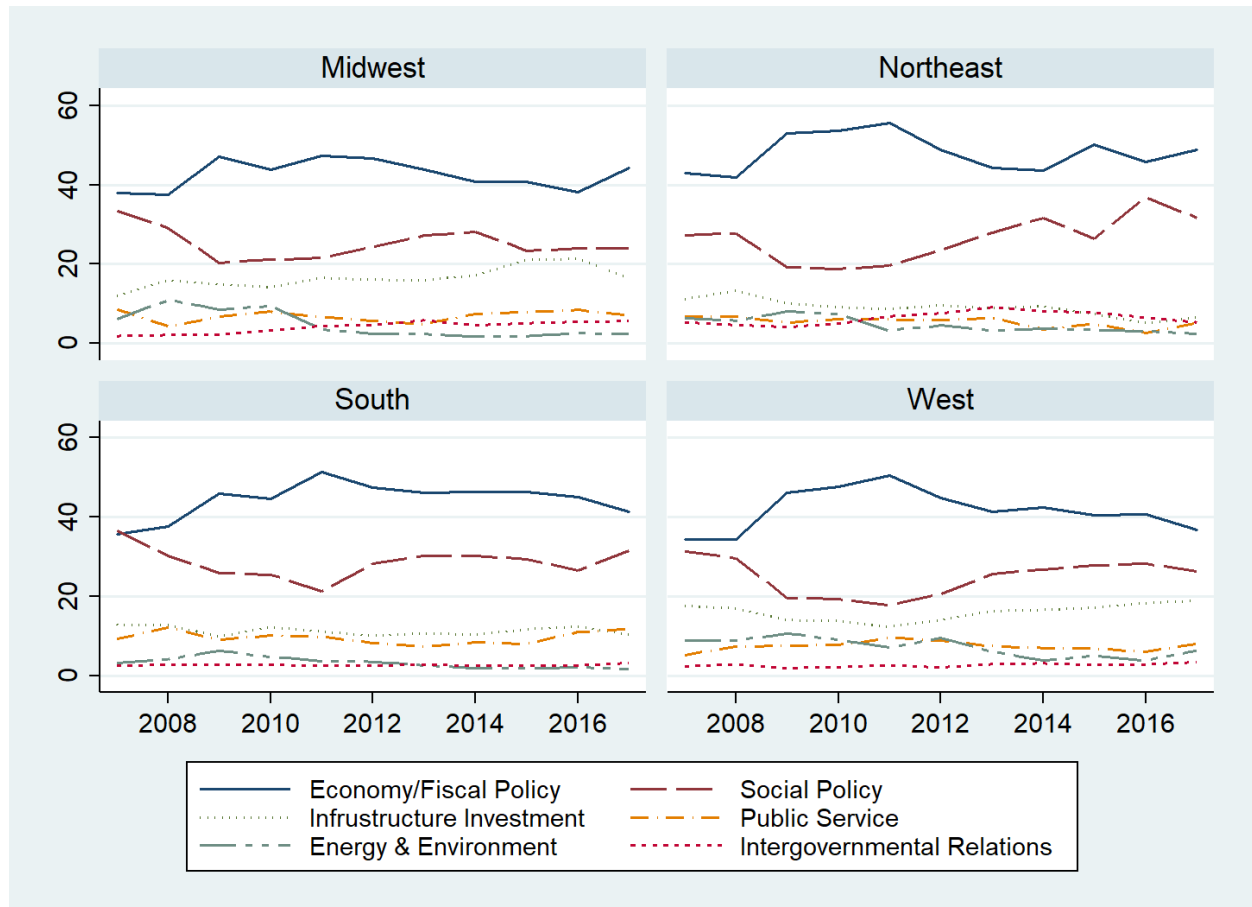 Midwest Northeast
60
40
20
0
South West
60
40
20
0
2008 2010 2012 2014 2016 2008 2010 2012 2014 2016
Economy/Fiscal Policy Social Policy
Infrustructure Investment Public Service
Energy & Environment Intergovernmental Relations